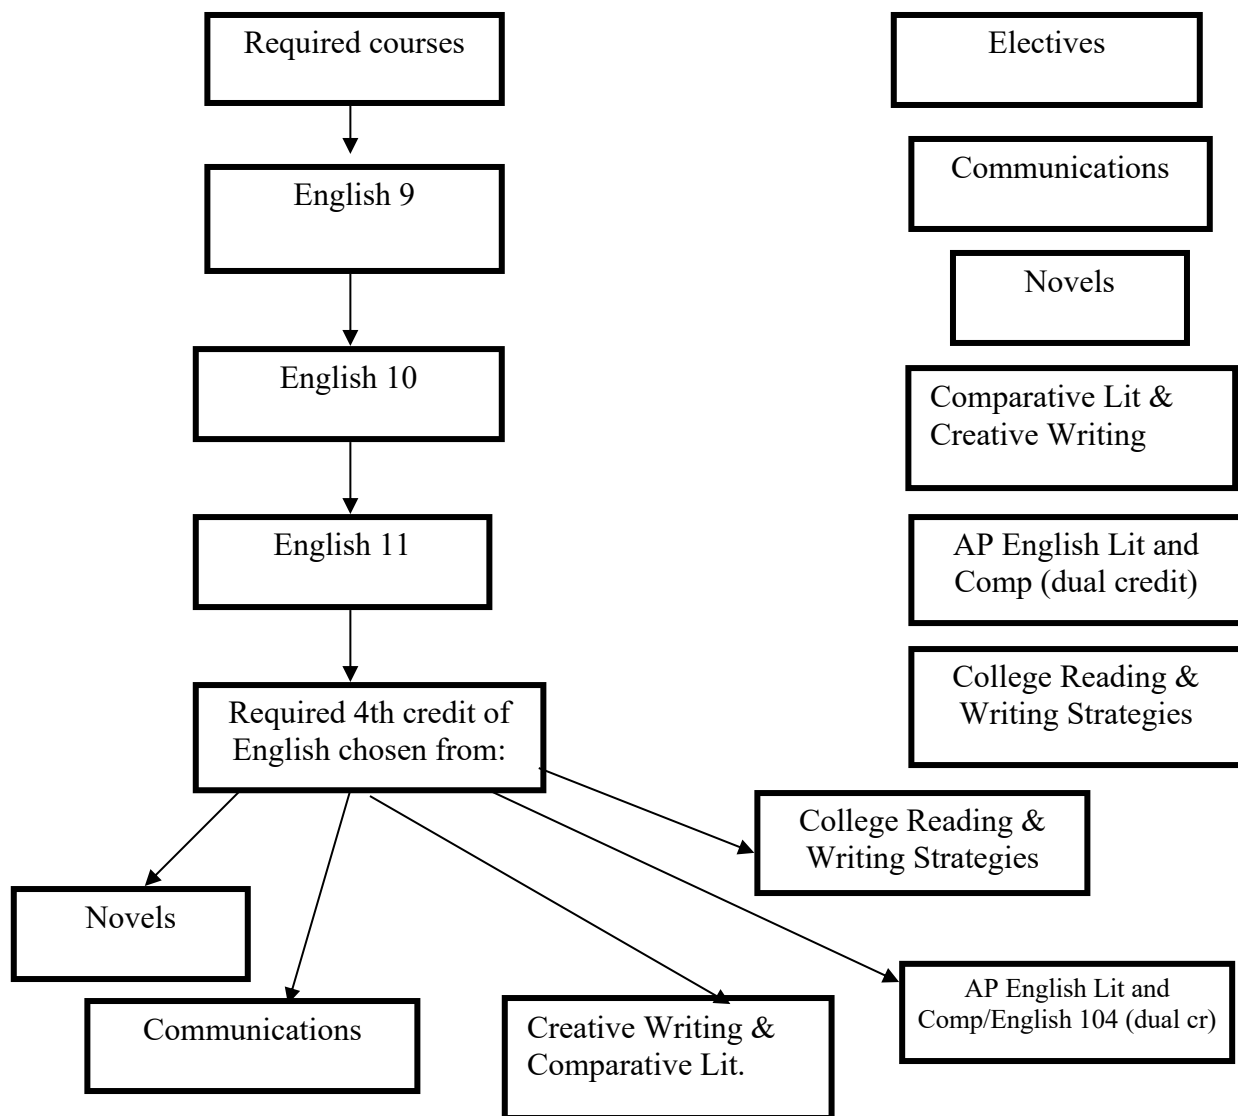 Required courses
English 9
English 10
English 11
Required 4th credit of
English chosen from:
Novels
Communications
Creative Writing &
Comparative Lit.
AP English Lit and
Comp/English 104 (dual cr)
College Reading &
Writing Strategies
Electives
Communications
Novels
Comparative Lit &
Creative Writing
AP English Lit and
Comp (dual credit)
College Reading &
Writing Strategies